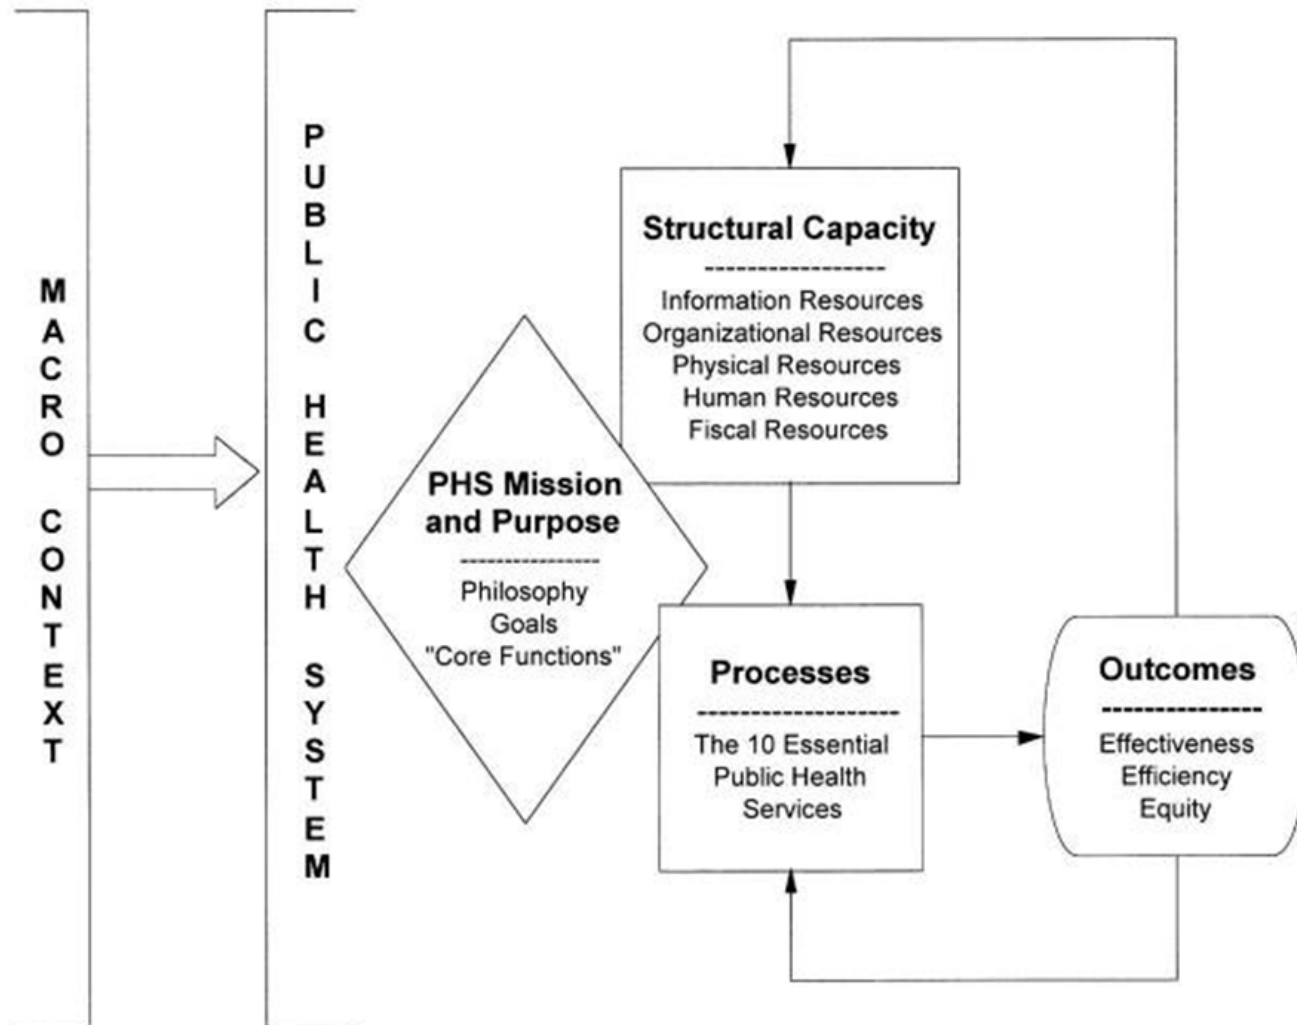 MACRO CONTEXT
PUBLIC HEALTH SYSTEM
PHS Mission
and Purpose
-----------------
Philosophy
Goals
"Core Functions"
Structural Capacity
------------------
Information Resources
Organizational Resources
Physical Resources
Human Resources
Fiscal Resources
Processes
--------------------
The 10 Essential
Public Health
Services
Outcomes
---------------
Effectiveness
Efficiency
Equity